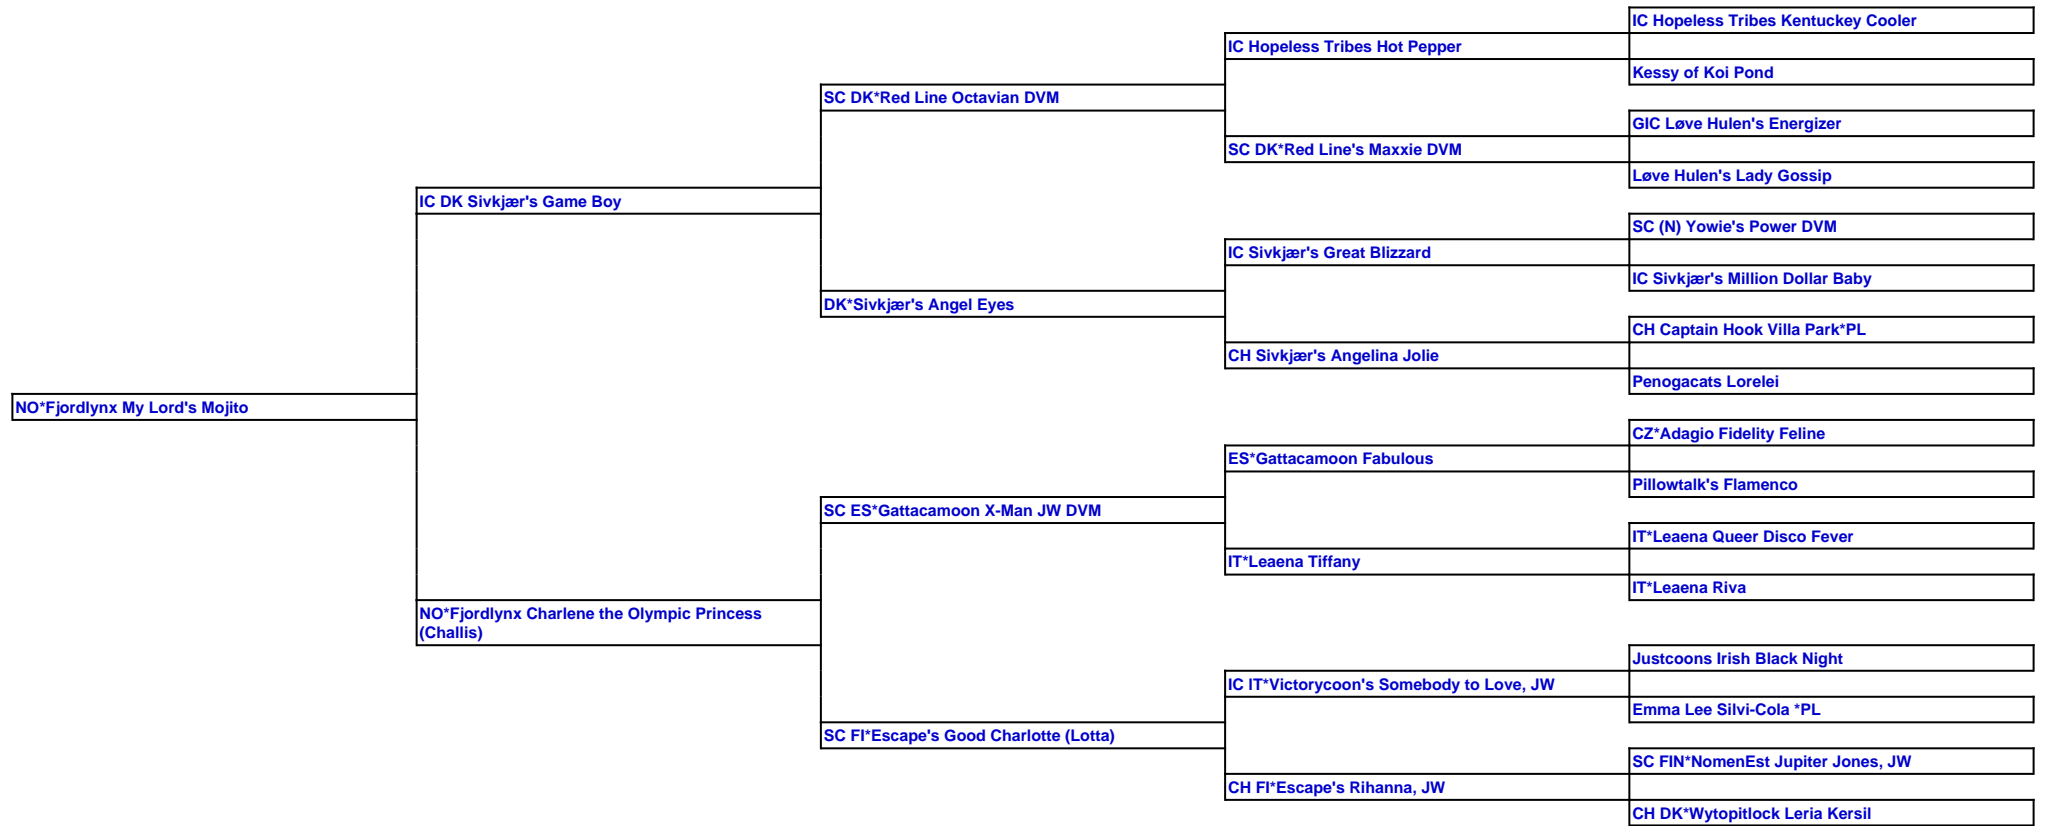 IC Hopeless Tribes Kentuckey Cooler
IC Hopeless Tribes Hot Pepper
Kessy of Koi Pond
SC DK*Red Line Octavian DVM
GIC Løve Hulen's Energizer
SC DK*Red Line's Maxxie DVM
Løve Hulen's Lady Gossip
IC DK Sivkjær's Game Boy
SC (N) Yowie's Power DVM
IC Sivkjær's Great Blizzard
IC Sivkjær's Million Dollar Baby
DK*Sivkjær's Angel Eyes
CH Captain Hook Villa Park*PL
CH Sivkjær's Angelina Jolie
Penogacats Lorelei
NO*Fjordlynx My Lord's Mojito
CZ*Adagio Fidelity Feline
ES*Gattacamoon Fabulous
Pillowtalk's Flamenco
SC ES*Gattacamoon X-Man JW DVM
IT*Leaena Queer Disco Fever
IT*Leaena Tiffany
IT*Leaena Riva
NO*Fjordlynx Charlene the Olympic Princess
(Challis)
Justcoons Irish Black Night
IC IT*Victorycoon's Somebody to Love, JW
Emma Lee Silvi-Cola *PL
SC FI*Escape's Good Charlotte (Lotta)
SC FIN*NomenEst Jupiter Jones, JW
CH FI*Escape's Rihanna, JW
CH DK*Wytopitlock Leria Kersil